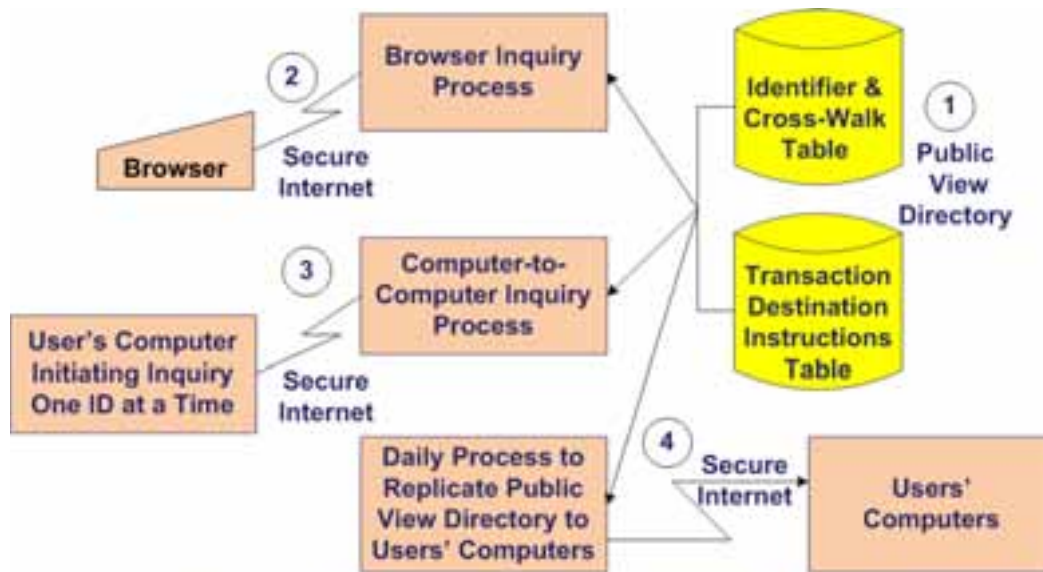 2
Browser Inquiry
Process
Browser
Secure
Internet
Identifier &
Cross-Walk
Table
1
Public
View
Directory
3
Computer-to-
Computer Inquiry
Process
User's Computer
Initiating Inquiry
One ID at a Time
Secure
Internet
Transaction
Destination
Instructions
Table
Daily Process to
Replicate Public
View Directory to
Users' Computers
4
Secure
Internet
Users'
Computers